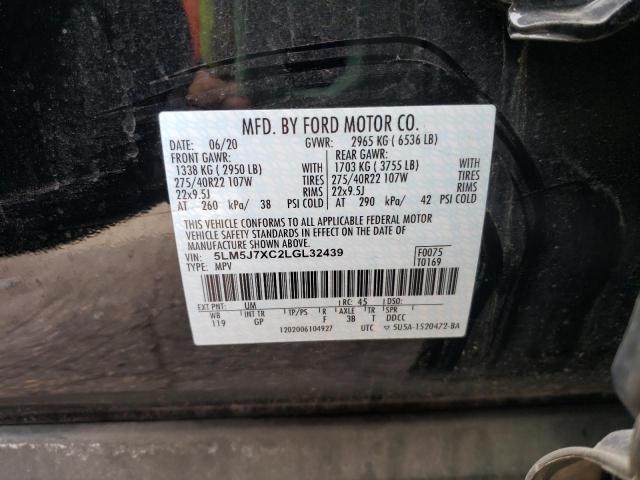 MFD. BY FORD MOTOR CO.
DATE: 06/20 GVWR: 2965 KG ( 6536 LB)
FRONT GAWR: REAR GAWR:
1338 KG ( 2950 LB) WITH 1703 KG ( 3755 LB) WITH
275/40R22 107W TIRES 275/40R22 107W TIRES
22x9.5J RIMS 22x9.5J RIMS
AT 260 kPa/ 38 PSI COLD AT 290 kPa/ 42 PSI COLD
THIS VEHICLE CONFORMS TO ALL APPLICABLE FEDERAL MOTOR
VEHICLE SAFETY STANDARDS IN EFFECT ON THE DATE OF
MANUFACTURE SHOWN ABOVE.
VIN: 5LM5J7XC2LGL32439 F0075
TYPE: MPV T0169
EXT PNT: UM RC: 45 DSO:
WB INT TR TP/PS R AXLE TR SPR
119 GP F 3B T DDCC
1202006104927 UTC ▽ 5U5A-1520472-BA